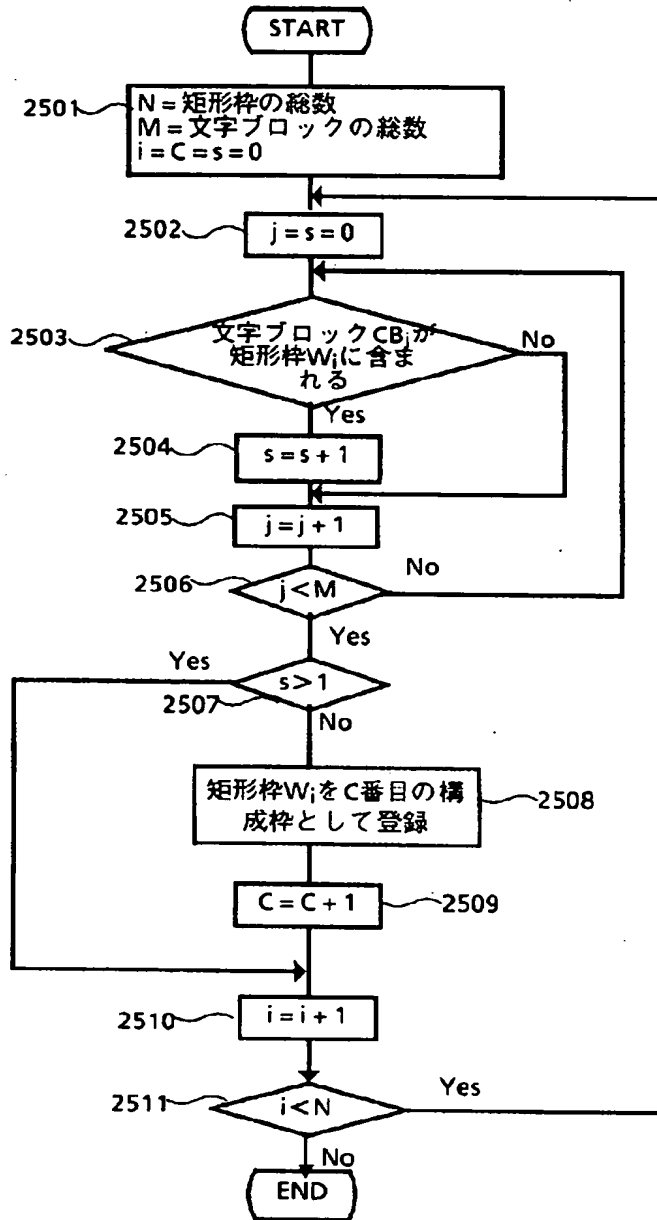 START
2501
N=矩形枠の総数
M=文字ブロックの総数
i=C=s=0
2502
j=s=0
2503
文字ブロックCBjが
矩形枠Wiに含ま
れる
No
Yes
2504
s=s+1
2505
j=j+1
2506
j<M
No
Yes
Yes
s>1
2507
No
矩形枠WiをC番目の構
成枠として登録
2508
C=C+1
2509
2510
i=i+1
2511
i<N
Yes
No
END